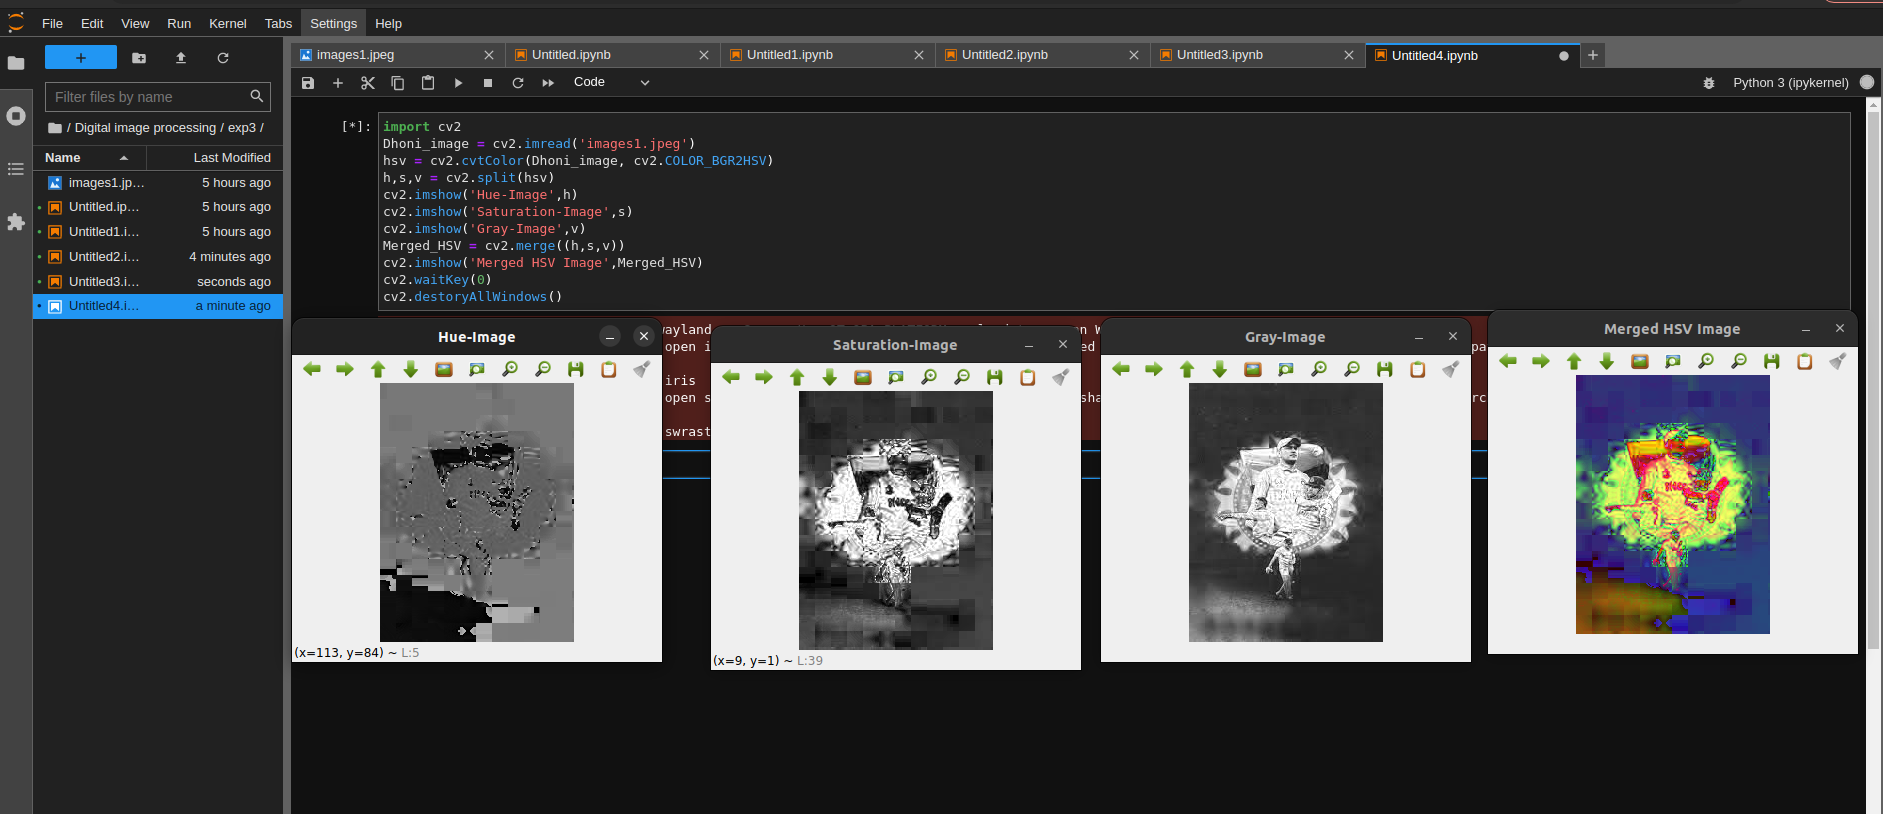 File Edit View Run Kernel Tabs Settings Help
images1.jpeg Untitled.ipynb Untitled1.ipynb Untitled2.ipynb Untitled3.ipynb Untitled4.ipynb
Code
Python 3 (ipykernel)
Filter files by name
/ Digital image processing / exp3 /
Name Last Modified
images1.jp… 5 hours ago
Untitled.ip… 5 hours ago
Untitled1.i… 5 hours ago
Untitled2.i… 4 minutes ago
Untitled3.i… seconds ago
Untitled4.i… a minute ago
[*]:
import cv2
Dhoni_image = cv2.imread('images1.jpeg')
hsv = cv2.cvtColor(Dhoni_image, cv2.COLOR_BGR2HSV)
h,s,v = cv2.split(hsv)
cv2.imshow('Hue-Image',h)
cv2.imshow('Saturation-Image',s)
cv2.imshow('Gray-Image',v)
Merged_HSV = cv2.merge((h,s,v))
cv2.imshow('Merged HSV Image',Merged_HSV)
cv2.waitKey(0)
cv2.destoryAllWindows()
wayland
open i
iris
open s
swrast
Hue-Image
(x=113, y=84) ~ L:5
Saturation-Image
(x=9, y=1) ~ L:39
Gray-Image
Merged HSV Image